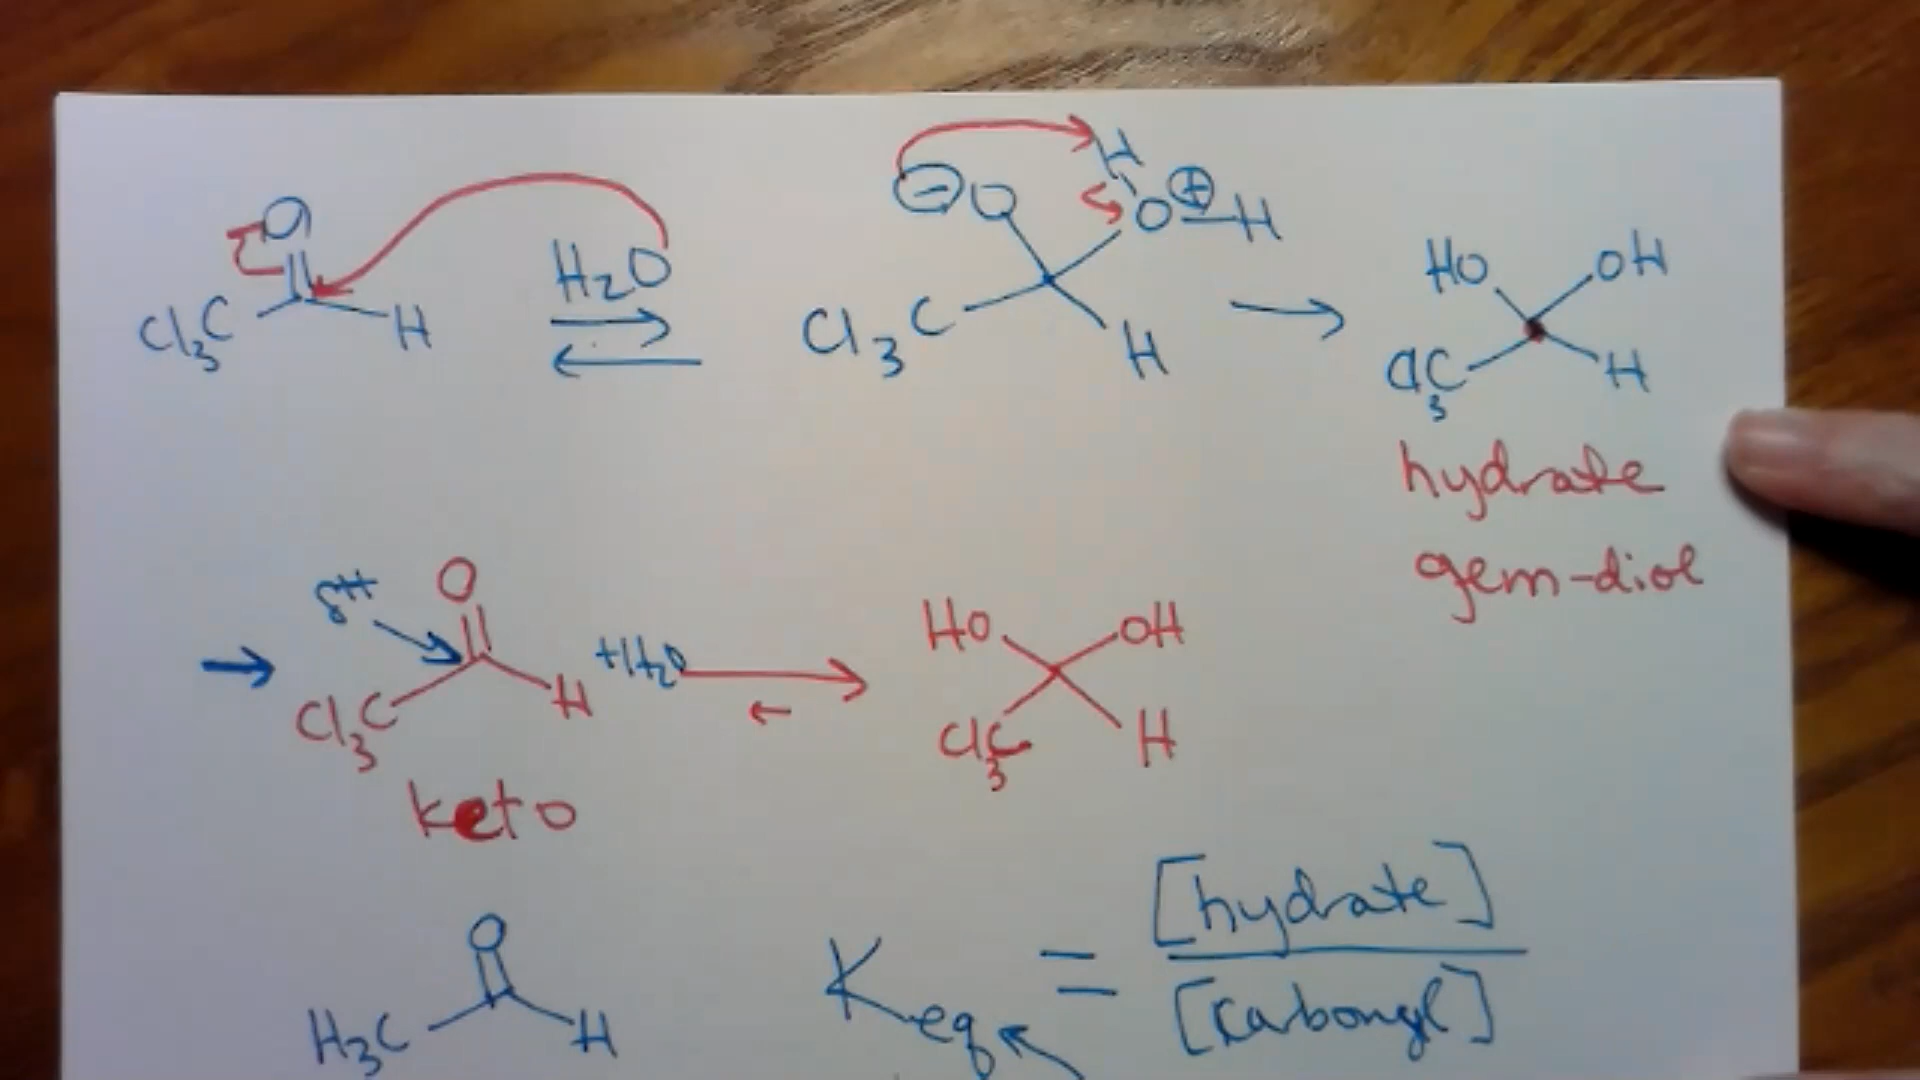 O
Cl3C H
H2O
⊖ O H
O ⊕ H
Cl3C H
HO OH
Cl3C H
hydrate
gem-diol
δ+ O
Cl3C H
+H2O
keto
HO OH
Cl3C H
O
H3C H
Keq = [hydrate]
[carbonyl]